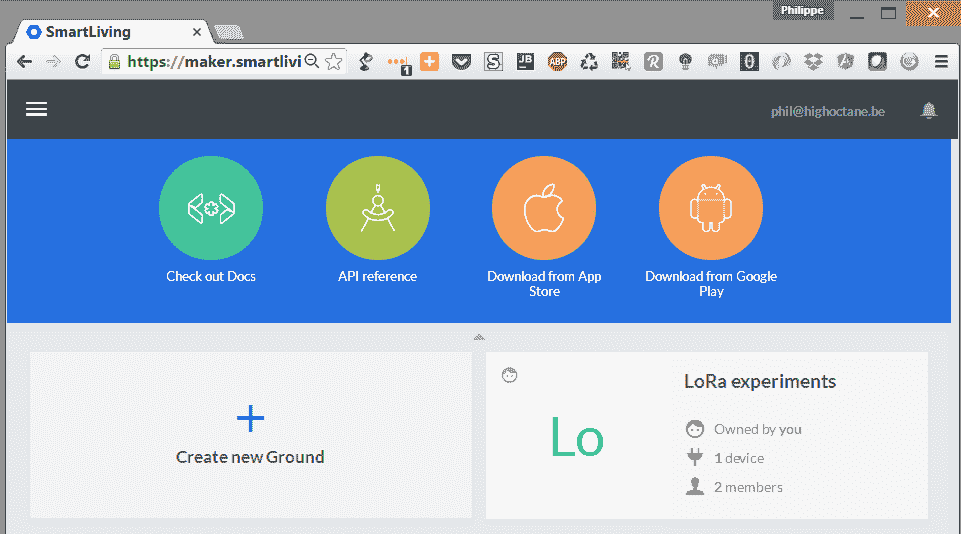 Philippe
SmartLiving
https://maker.smartlivi
1
S
JB
ABP
R
phil@highoctane.be
Check out Docs
API reference
Download from App
Store
Download from Google
Play
+
Create new Ground
Lo
LoRa experiments
Owned by you
1 device
2 members